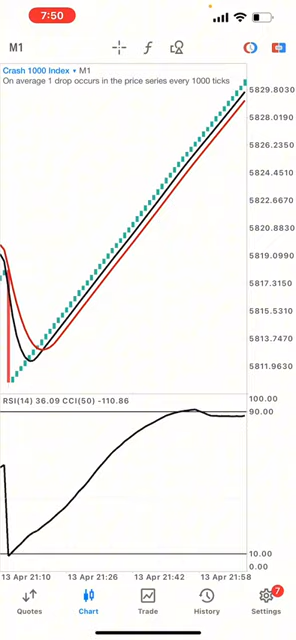 7:50
M1
f
Crash 1000 Index • M1
On average 1 drop occurs in the price series every 1000 ticks
5829.8030
5828.0190
5826.2350
5824.4510
5822.6670
5820.8830
5819.0990
5817.3150
5815.5310
5813.7470
5811.9630
RSI(14) 36.09 CCI(50) -110.86
100.00
90.00
10.00
0.00
13 Apr 21:10 13 Apr 21:26 13 Apr 21:42 13 Apr 21:58
7
Quotes Chart Trade History Settings